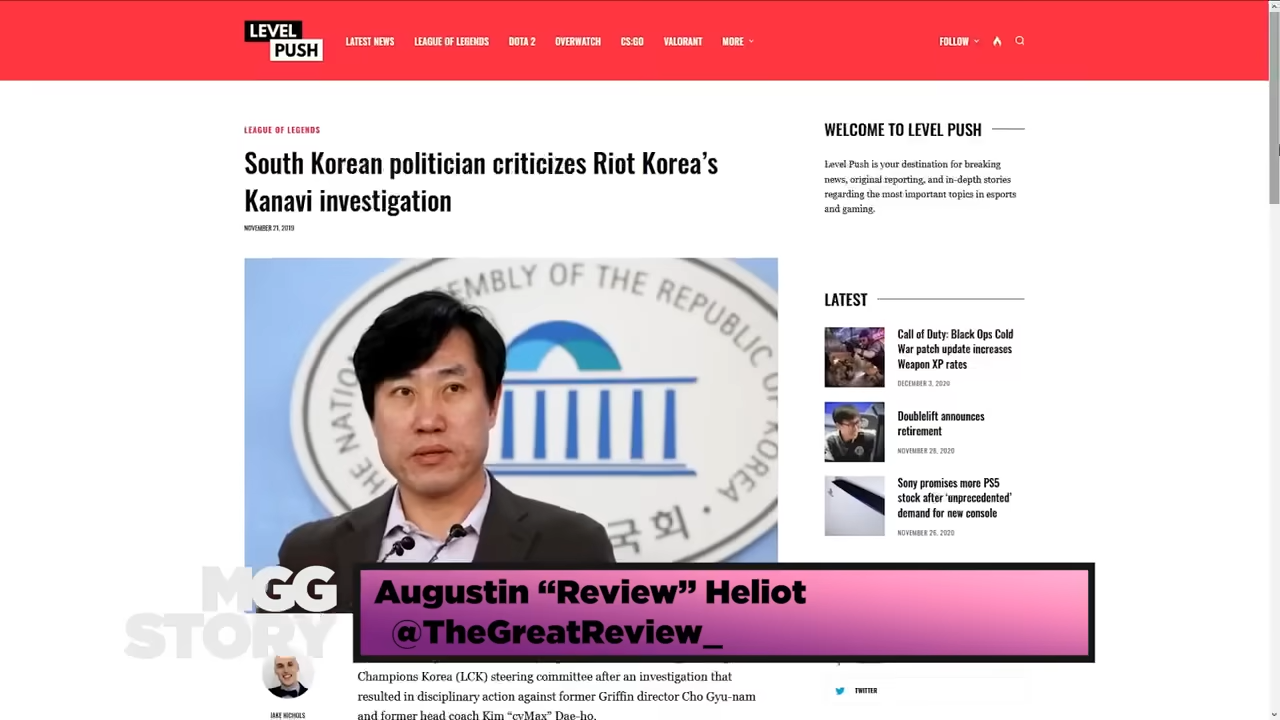 LEVEL
PUSH
LATEST NEWS LEAGUE OF LEGENDS DOTA 2 OVERWATCH CS:GO VALORANT MORE FOLLOW
LEAGUE OF LEGENDS
South Korean politician criticizes Riot Korea's
Kanavi investigation
NOVEMBER 21, 2019
ASSEMBLY OF THE REPUBLIC OF KOREA
THE NATION
국회
WELCOME TO LEVEL PUSH
Level Push is your destination for breaking
news, original reporting, and in-depth stories
regarding the most important topics in esports
and gaming.
LATEST
Call of Duty: Black Ops Cold
War patch update increases
Weapon XP rates
DECEMBER 3, 2020
Doublelift announces
retirement
NOVEMBER 26, 2020
Sony promises more PS5
stock after 'unprecedented'
demand for new console
NOVEMBER 26, 2020
MGG
STORY
Augustin “Review” Heliot
@TheGreatReview_
Champions Korea (LCK) steering committee after an investigation that
resulted in disciplinary action against former Griffin director Cho Gyu-nam
and former head coach Kim "cvMax" Dae-ho.
JAKE NICHOLS
TWITTER